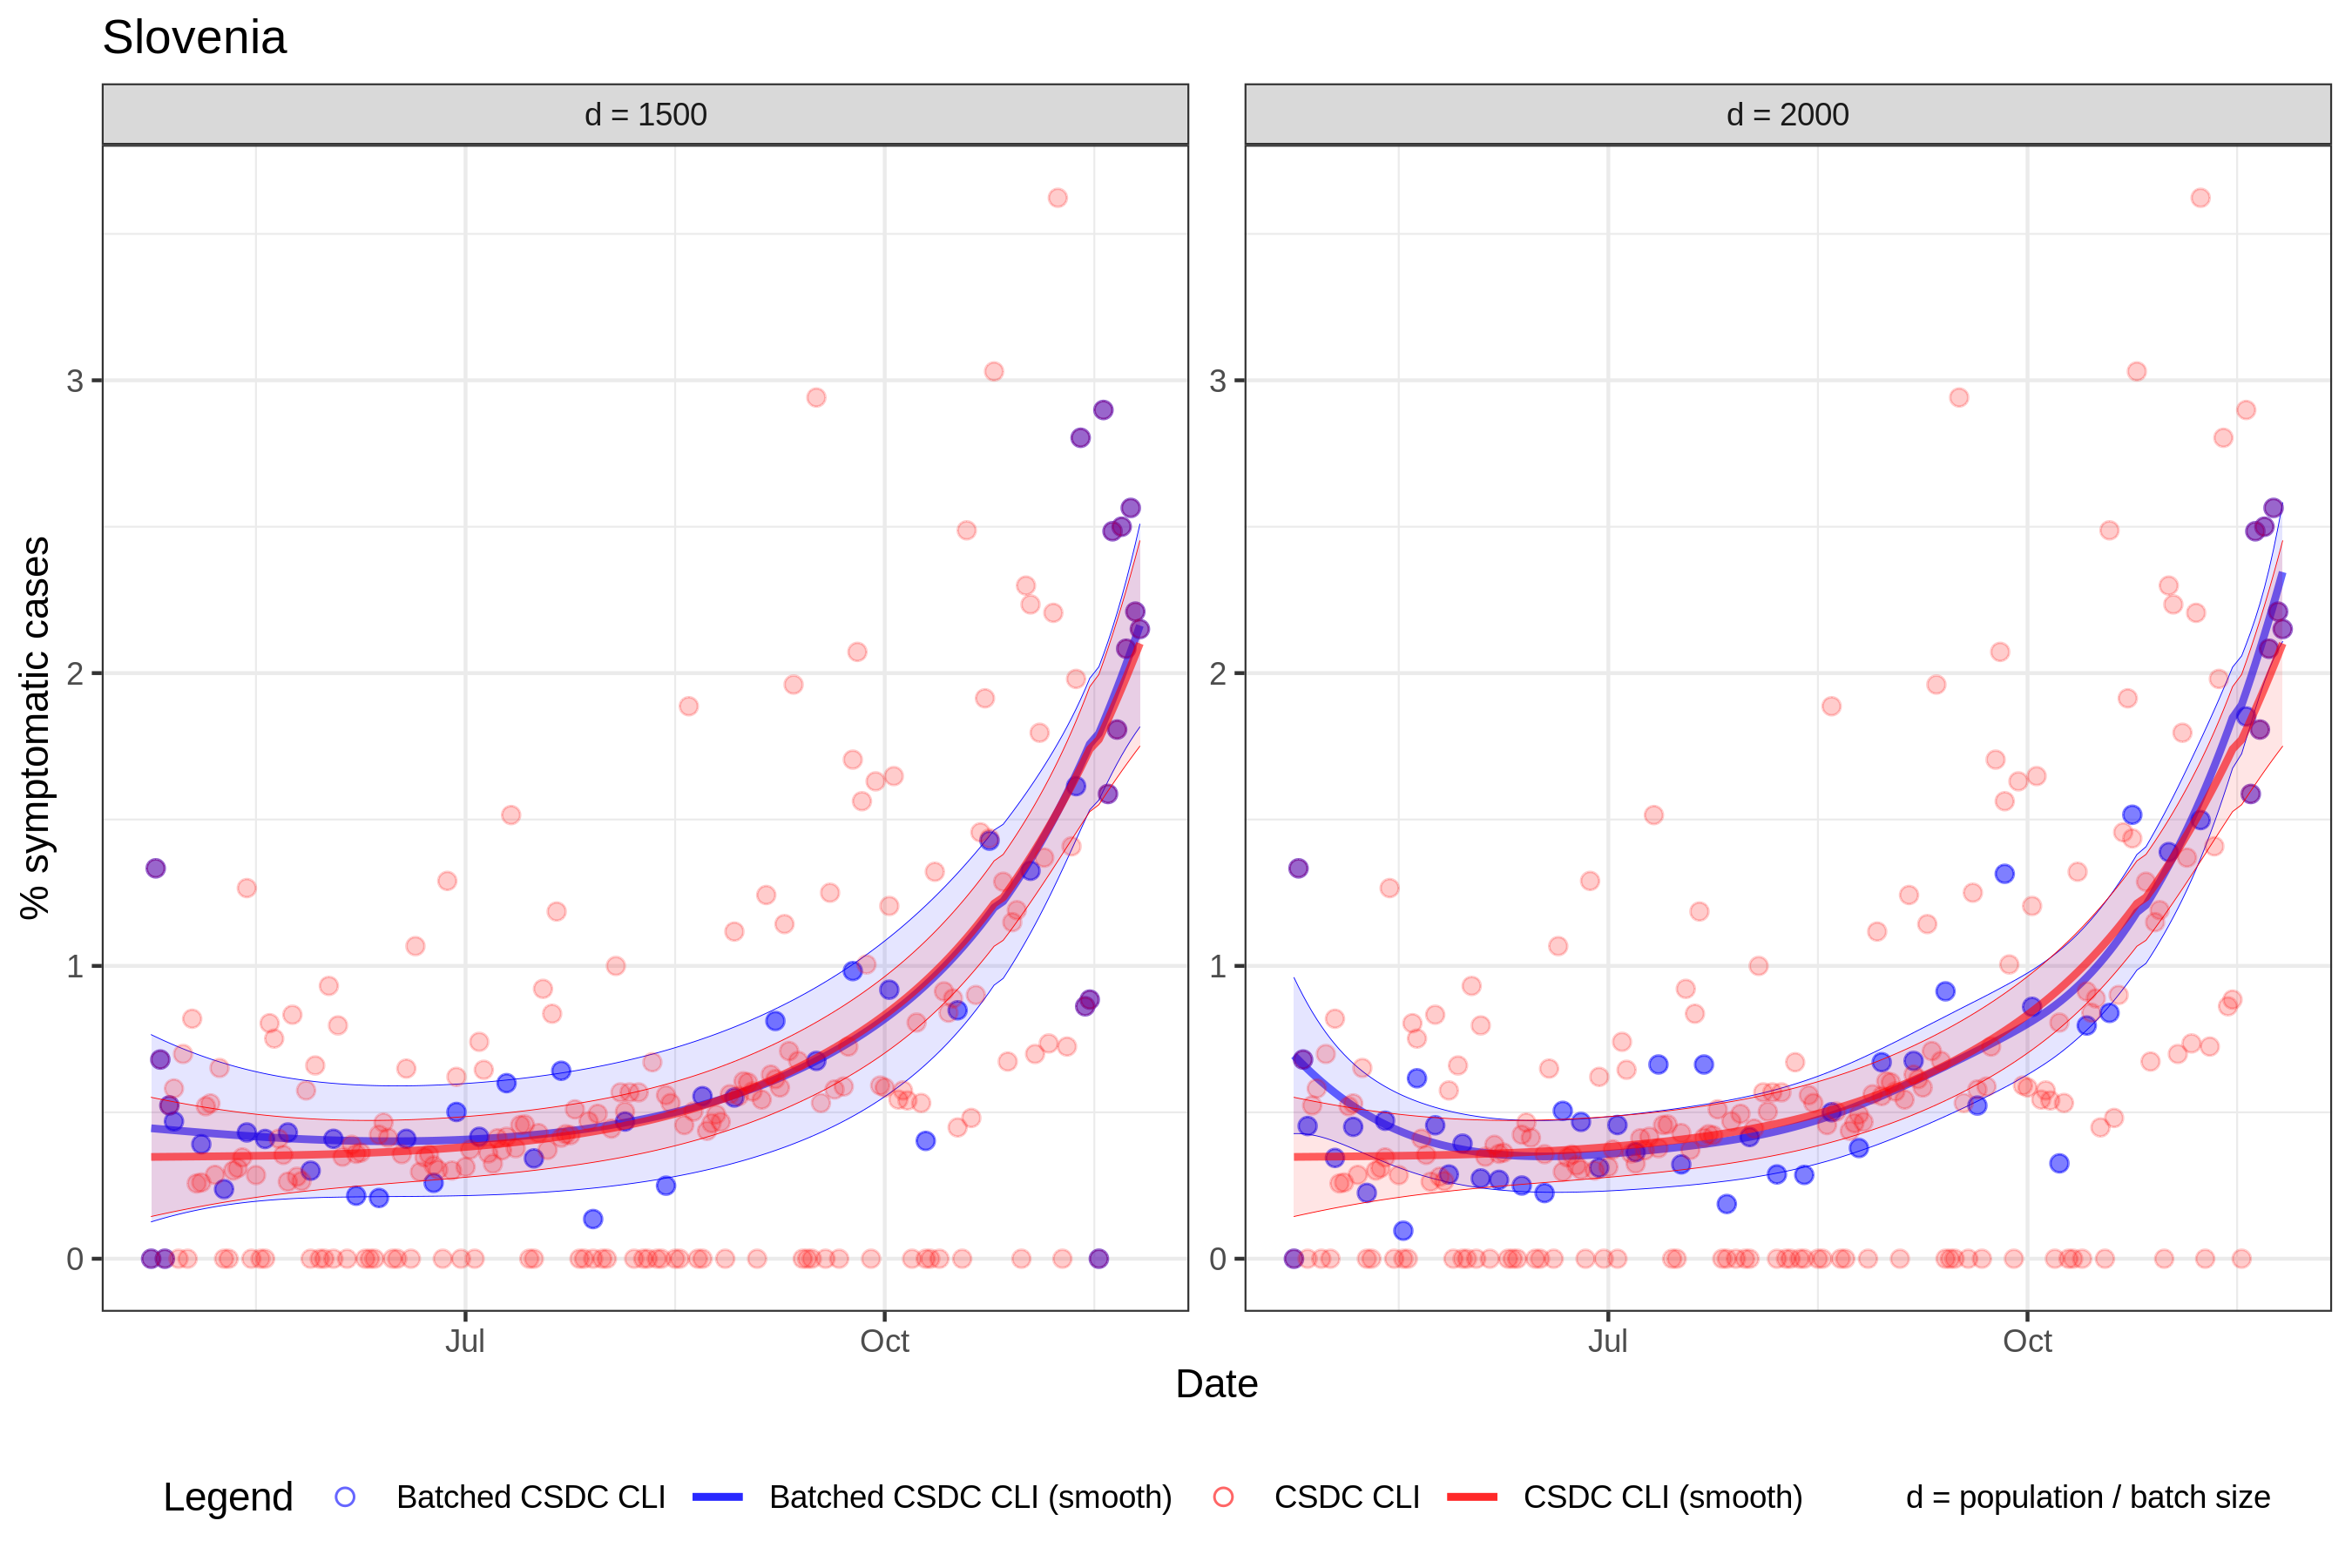 Slovenia
d = 1500
d = 2000
% symptomatic cases
3
2
1
0
3
2
1
0
Jul
Oct
Jul
Oct
Date
Legend
Batched CSDC CLI
Batched CSDC CLI (smooth)
CSDC CLI
CSDC CLI (smooth)
d = population / batch size